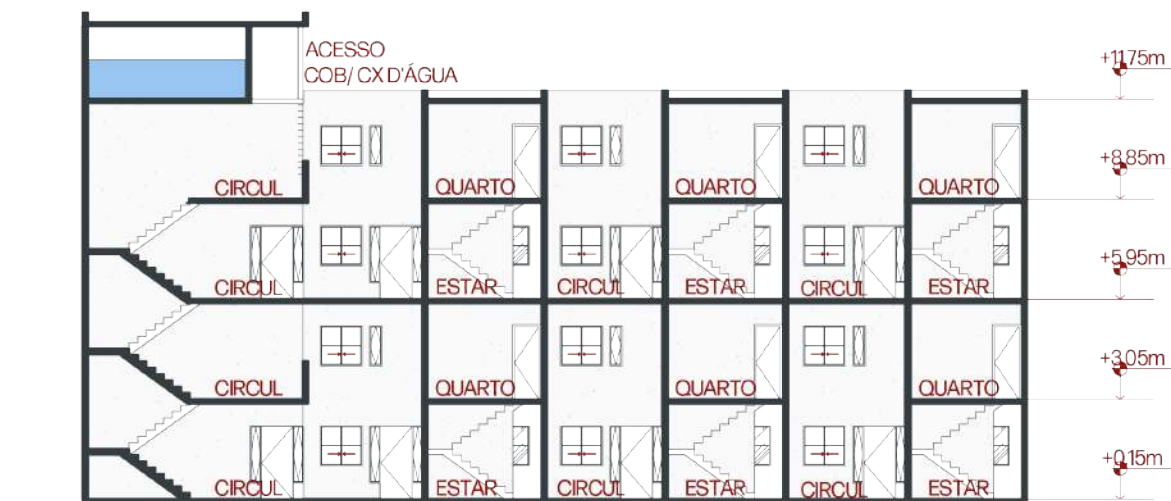 ACESSO
COB/ CX D'ÁGUA
+11.75m
CIRCUL QUARTO QUARTO QUARTO +8,85m
CIRCUL ESTAR CIRCUL ESTAR CIRCUL ESTAR +5,95m
CIRCUL QUARTO QUARTO QUARTO +3,05m
CIRCUL ESTAR CIRCUL ESTAR CIRCUL ESTAR +0,15m